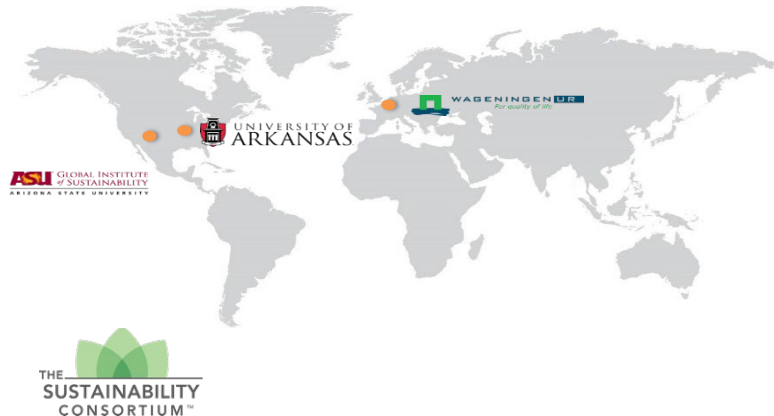 WAGENINGEN UR
For quality of life
UNIVERSITY OF
ARKANSAS
ASU GLOBAL INSTITUTE
of SUSTAINABILITY
ARIZONA STATE UNIVERSITY
THE
SUSTAINABILITY
CONSORTIUM™